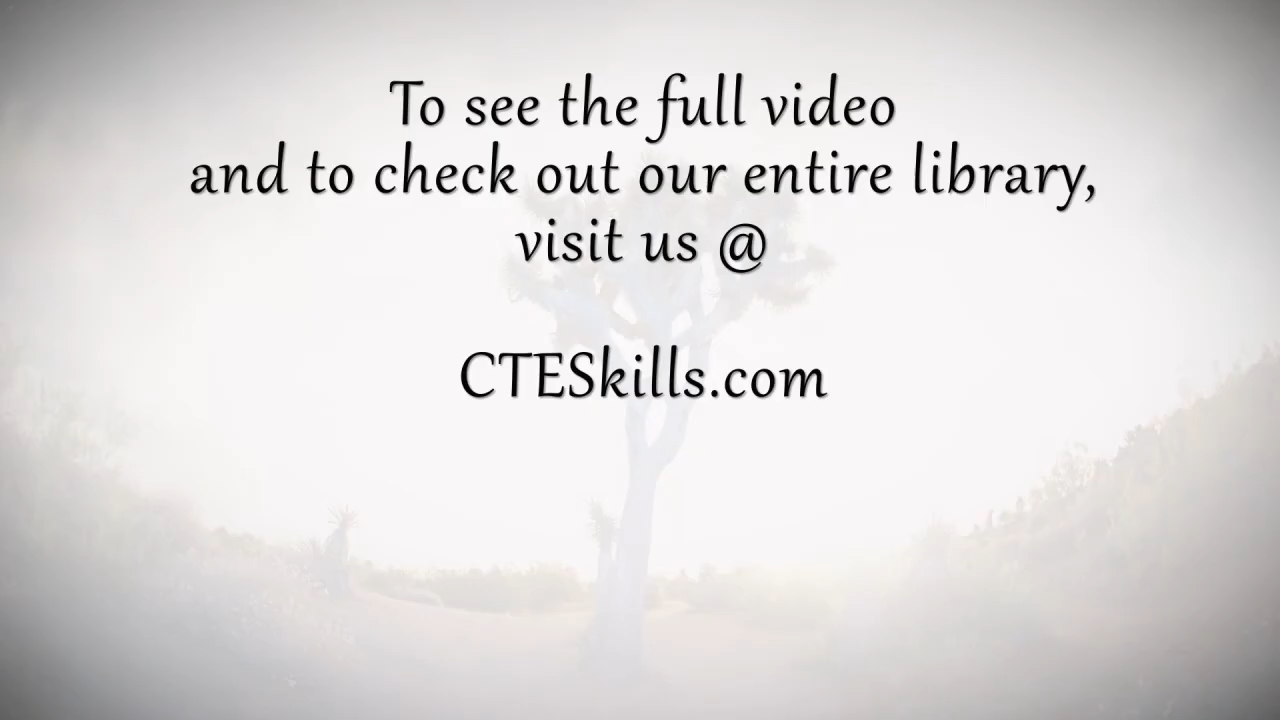 To see the full video
and to check out our entire library,
visit us @
CTESkills.com